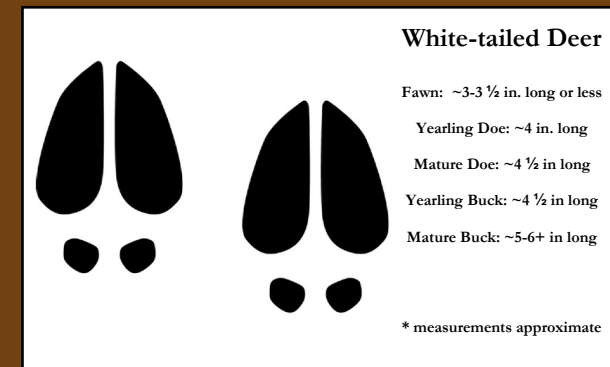 White-tailed Deer
Fawn: ~3-3 ½ in. long or less
Yearling Doe: ~4 in. long
Mature Doe: ~4 ½ in long
Yearling Buck: ~4 ½ in long
Mature Buck: ~5-6+ in long
* measurements approximate